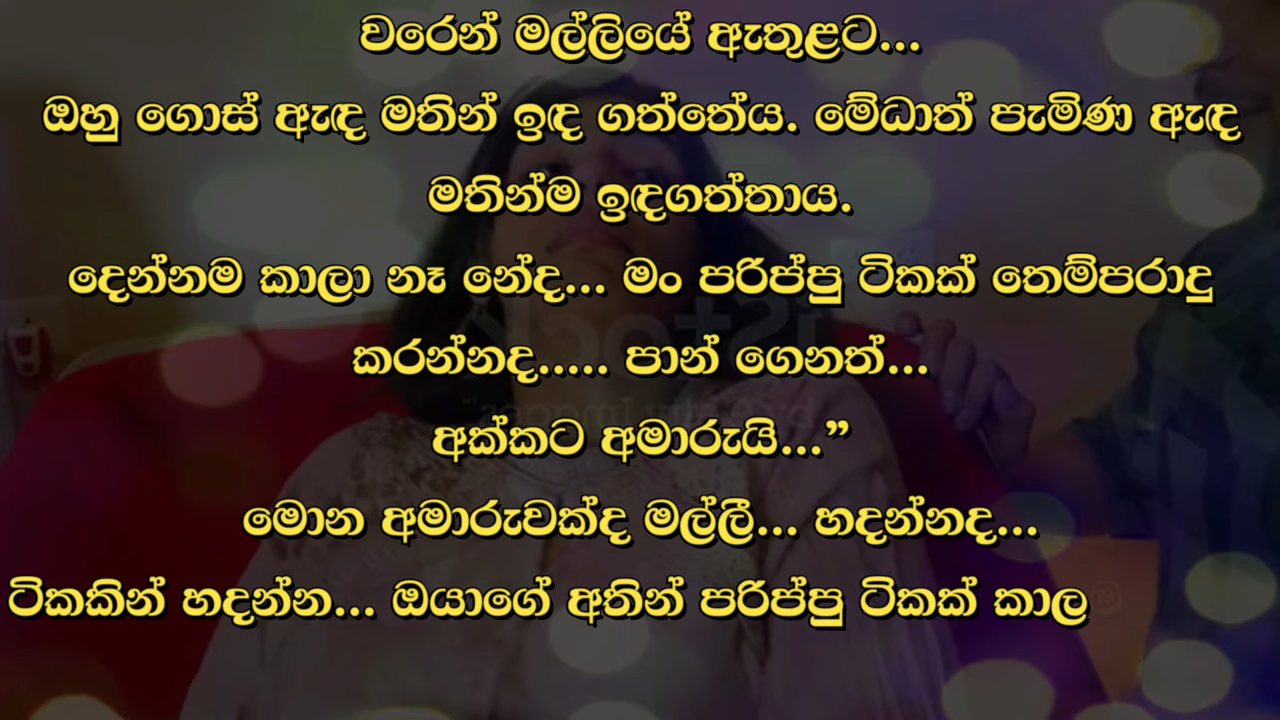 වරෙන් මල්ලියේ ඇතුළට...
ඔහු ගොස් ඇඳ මතින් ඉඳ ගත්තේය. මේධාත් පැමිණ ඇඳ
මතින්ම ඉඳගත්තාය.
දෙන්නම කාලා නෑ නේද... මං පරිප්පු ටිකක් තෙම්පරාදු
කරන්නද..... පාන් ගෙනත්...
අක්කට අමාරුයි...”
මොන අමාරුවක්ද මල්ලී... හදන්නද...
ටිකකින් හදන්න... ඔයාගේ අතින් පරිප්පු ටිකක් කාල